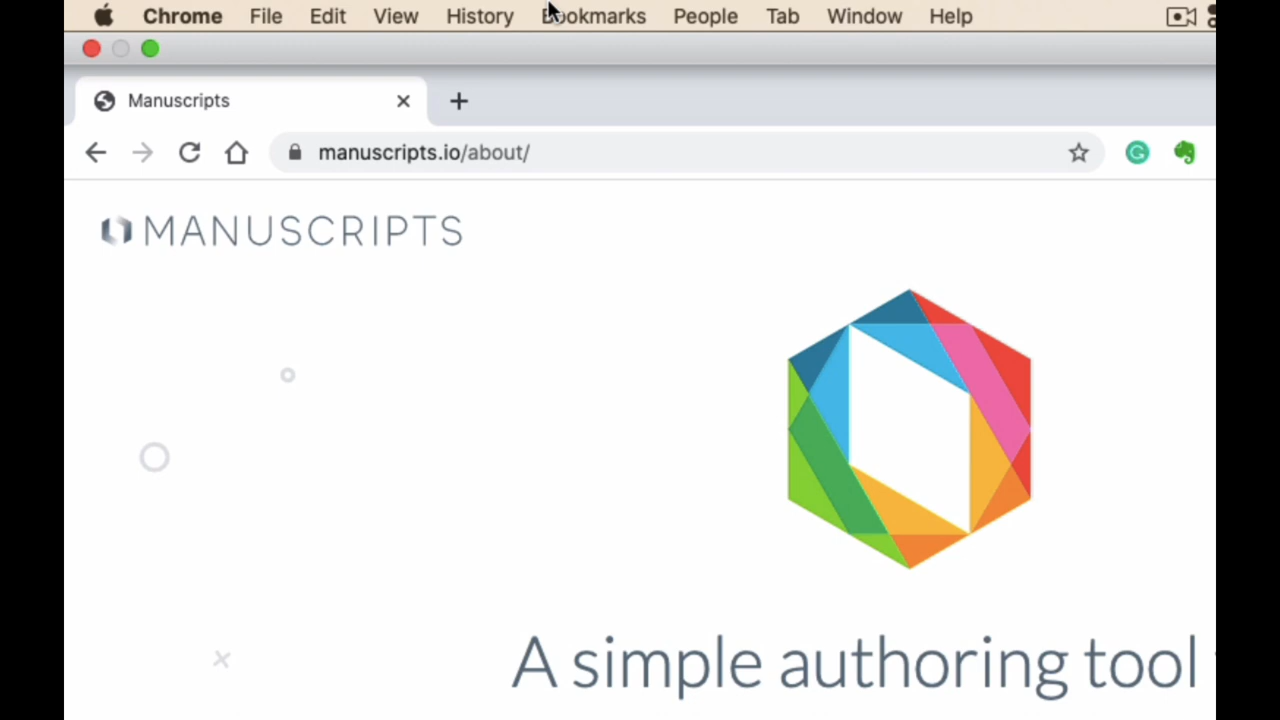 Chrome File Edit View History Bookmarks People Tab Window Help
Manuscripts
manuscripts.io/about/
MANUSCRIPTS
A simple authoring tool